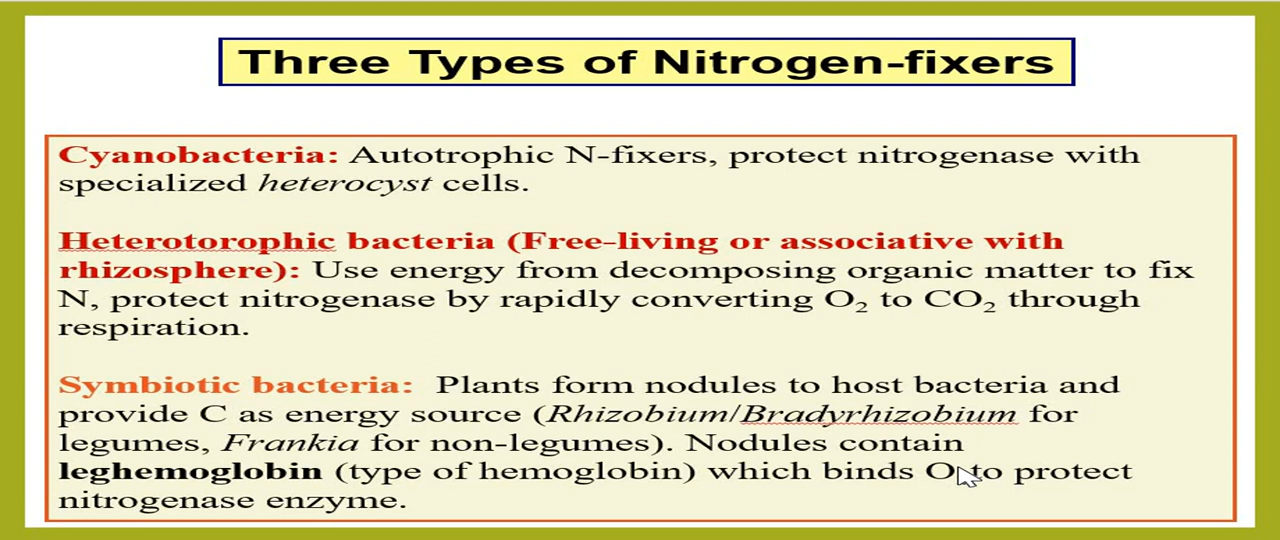 Three Types of Nitrogen-fixers
Cyanobacteria: Autotrophic N-fixers, protect nitrogenase with
specialized heterocyst cells.
Heterotorophic bacteria (Free-living or associative with
rhizosphere): Use energy from decomposing organic matter to fix
N, protect nitrogenase by rapidly converting O₂ to CO₂ through
respiration.
Symbiotic bacteria: Plants form nodules to host bacteria and
provide C as energy source (Rhizobium/Bradyrhizobium for
legumes, Frankia for non-legumes). Nodules contain
leghemoglobin (type of hemoglobin) which binds O to protect
nitrogenase enzyme.